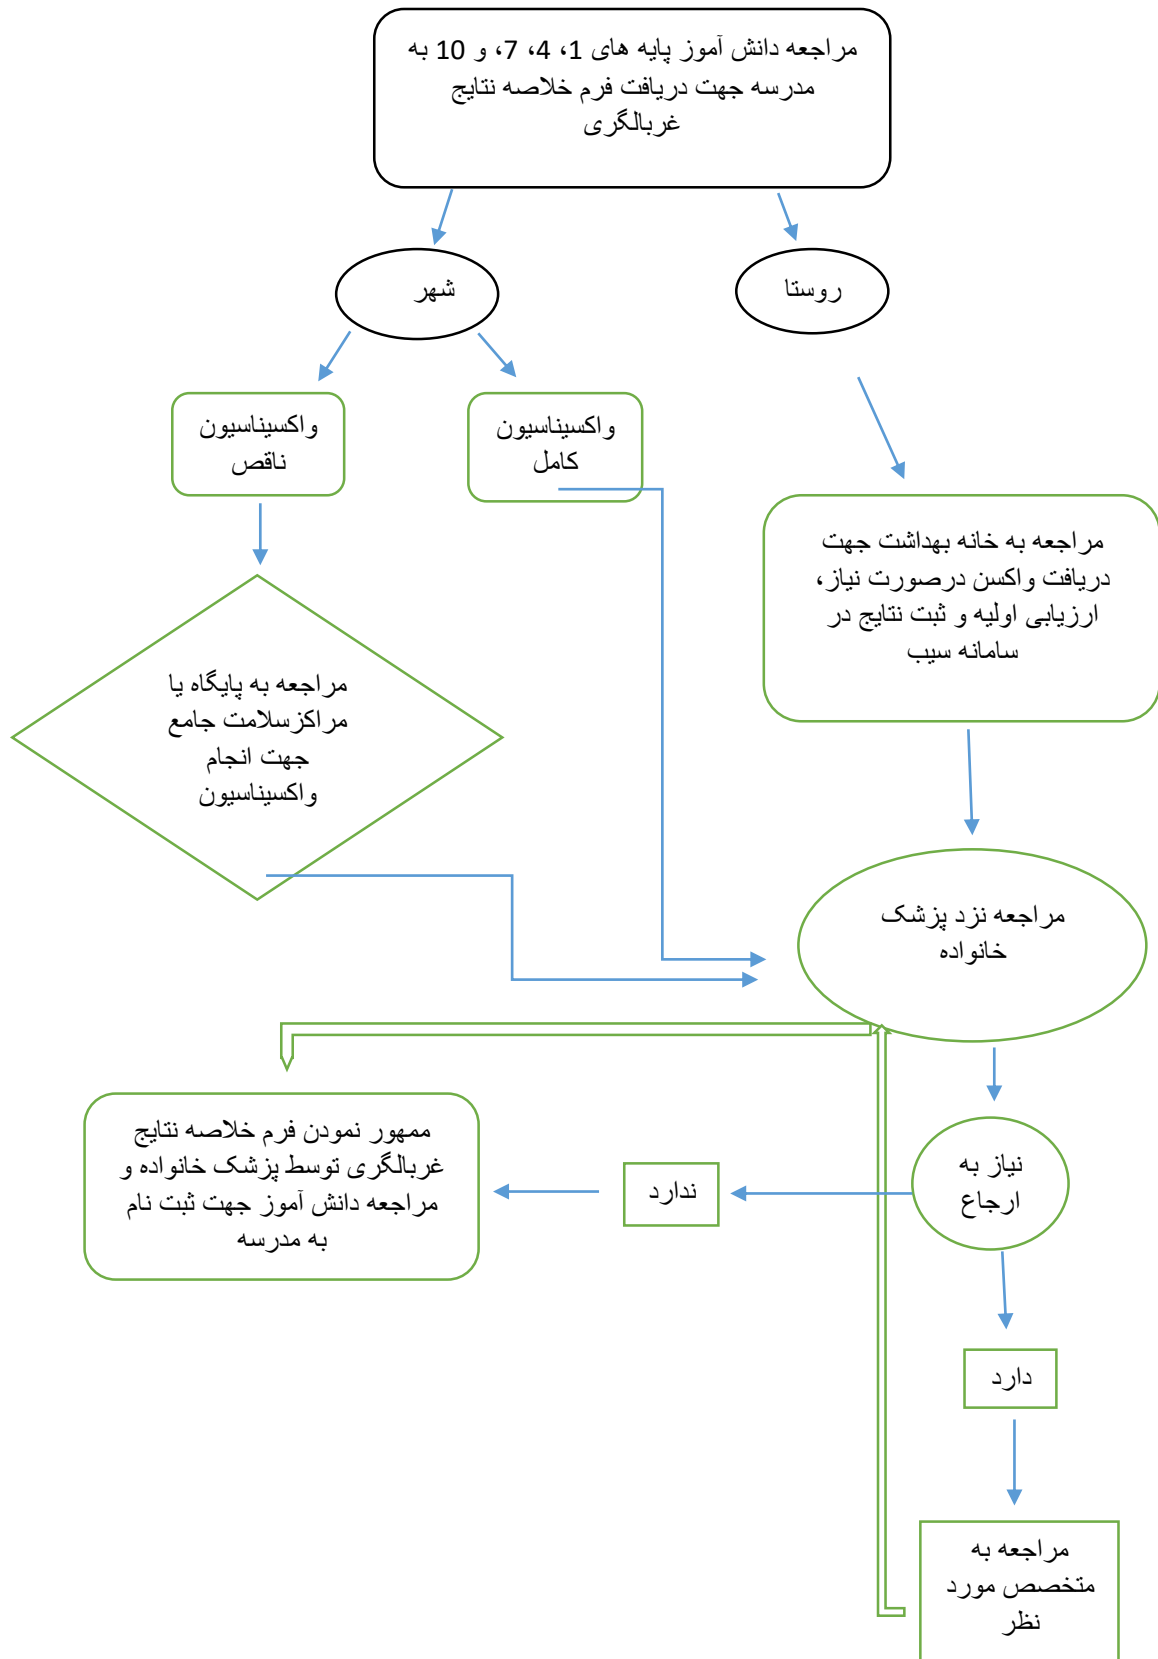 مراجعه دانش آموز پایه های 1، 4، 7، و 10 به
مدرسه جهت دریافت فرم خلاصه نتایج
غربالگری
روستا
شهر
واکسیناسیون
کامل
واکسیناسیون
ناقص
مراجعه به خانه بهداشت جهت
دریافت واکسن درصورت نیاز،
ارزیابی اولیه و ثبت نتایج در
سامانه سیب
مراجعه به پایگاه یا
مراکزسلامت جامع
جهت انجام
واکسیناسیون
مراجعه نزد پزشک
خانواده
نیاز به
ارجاع
ندارد
ممهور نمودن فرم خلاصه نتایج
غربالگری توسط پزشک خانواده و
مراجعه دانش آموز جهت ثبت نام
به مدرسه
دارد
مراجعه به
متخصص مورد
نظر